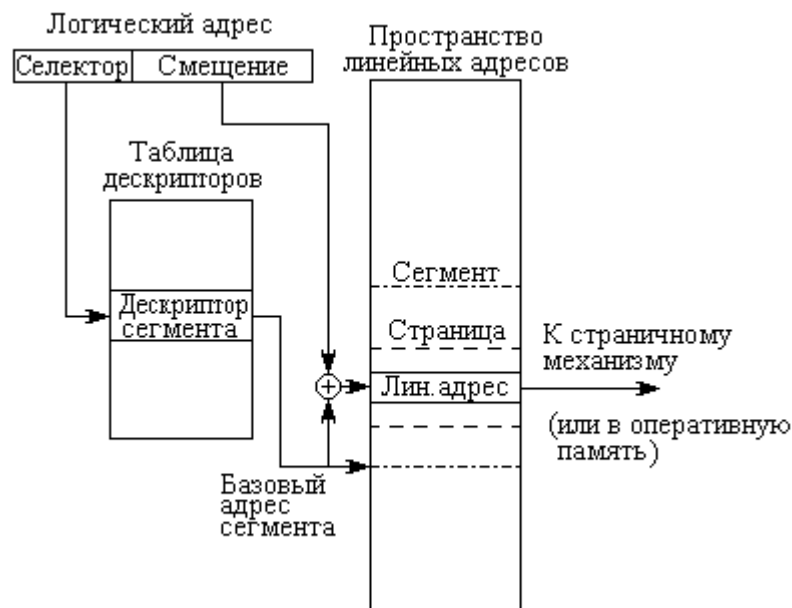 Логический адрес
Селектор Смещение
Пространство
линейных адресов
Таблица
дескрипторов
Сегмент
Дескриптор
сегмента
Страница
К страничному
механизму
Лин.адрес
(или в оперативную
память)
Базовый
адрес
сегмента